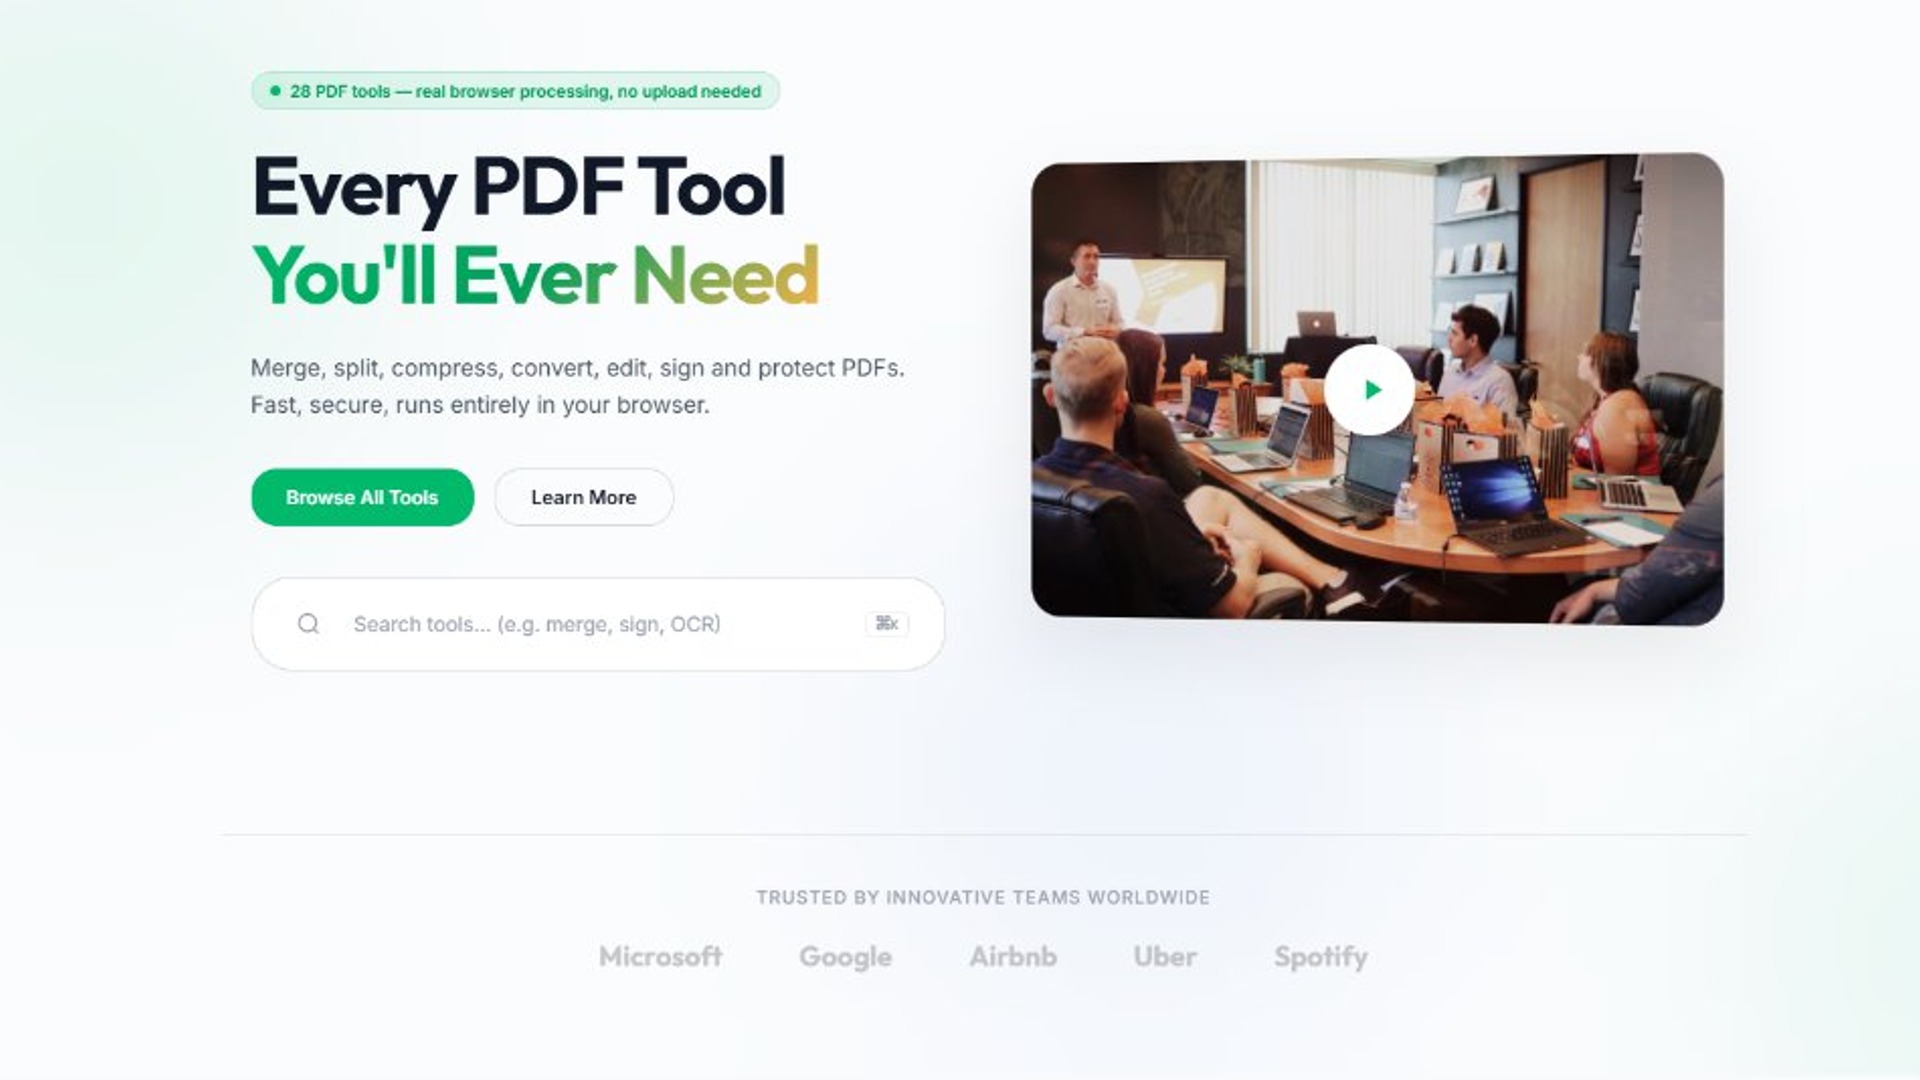 28 PDF tools — real browser processing, no upload needed
Every PDF Tool
You'll Ever Need
Merge, split, compress, convert, edit, sign and protect PDFs.
Fast, secure, runs entirely in your browser.
Browse All Tools
Learn More
Search tools... (e.g. merge, sign, OCR)
⌘K
TRUSTED BY INNOVATIVE TEAMS WORLDWIDE
Microsoft
Google
Airbnb
Uber
Spotify